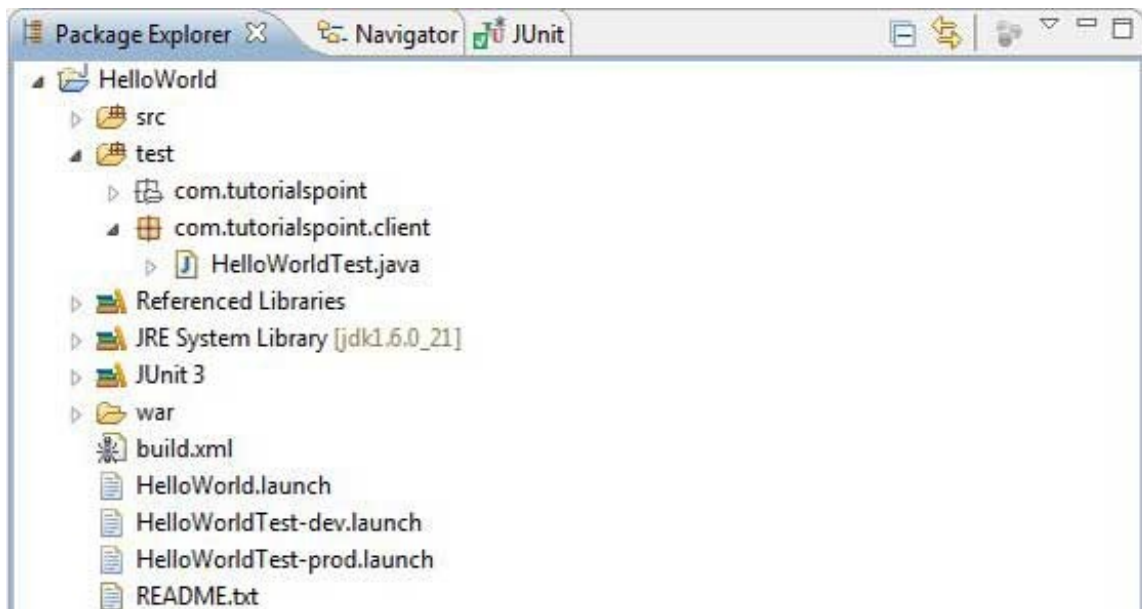 Package Explorer Navigator JUnit
HelloWorld
src
test
com.tutorialspoint
com.tutorialspoint.client
HelloWorldTest.java
Referenced Libraries
JRE System Library [jdk1.6.0_21]
JUnit 3
war
build.xml
HelloWorld.launch
HelloWorldTest-dev.launch
HelloWorldTest-prod.launch
README.txt